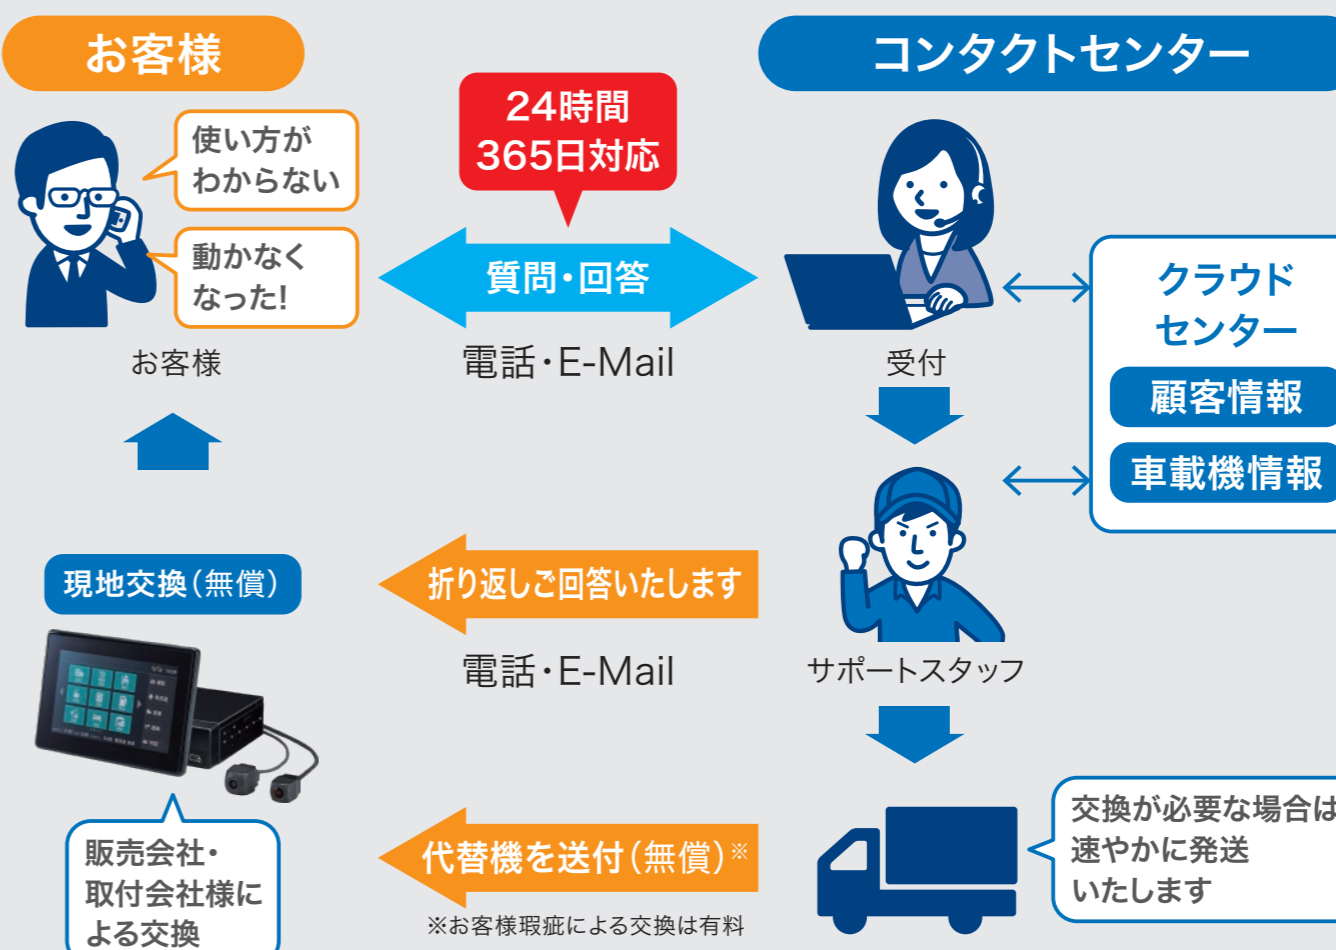 お客様
コンタクトセンター
使い方が
わからない
動かなく
なった!
お客様
24時間
365日対応
質問・回答
電話・E-Mail
受付
クラウド
センター
顧客情報
車載機情報
サポートスタッフ
折り返しご回答いたします
電話・E-Mail
現地交換(無償)
販売会社・
取付会社様に
よる交換
代替機を送付(無償)※
※お客様瑕疵による交換は有料
交換が必要な場合は
速やかに発送
いたします